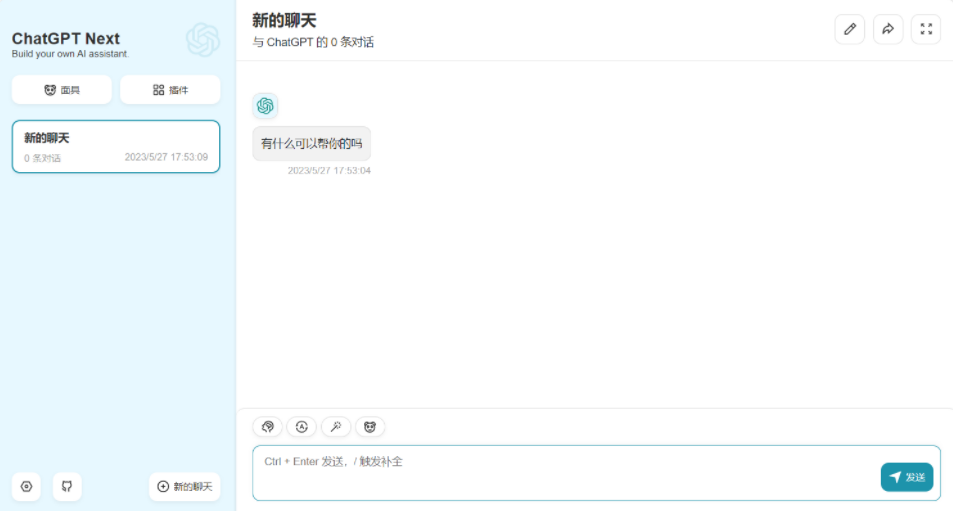 ChatGPT Next
Build your own AI assistant.
面具
插件
新的聊天
0 条对话
2023/5/27 17:53:09
新的聊天
新的聊天
与 ChatGPT 的 0 条对话
有什么可以帮你的吗
2023/5/27 17:53:04
Ctrl + Enter 发送，/ 触发补全
发送